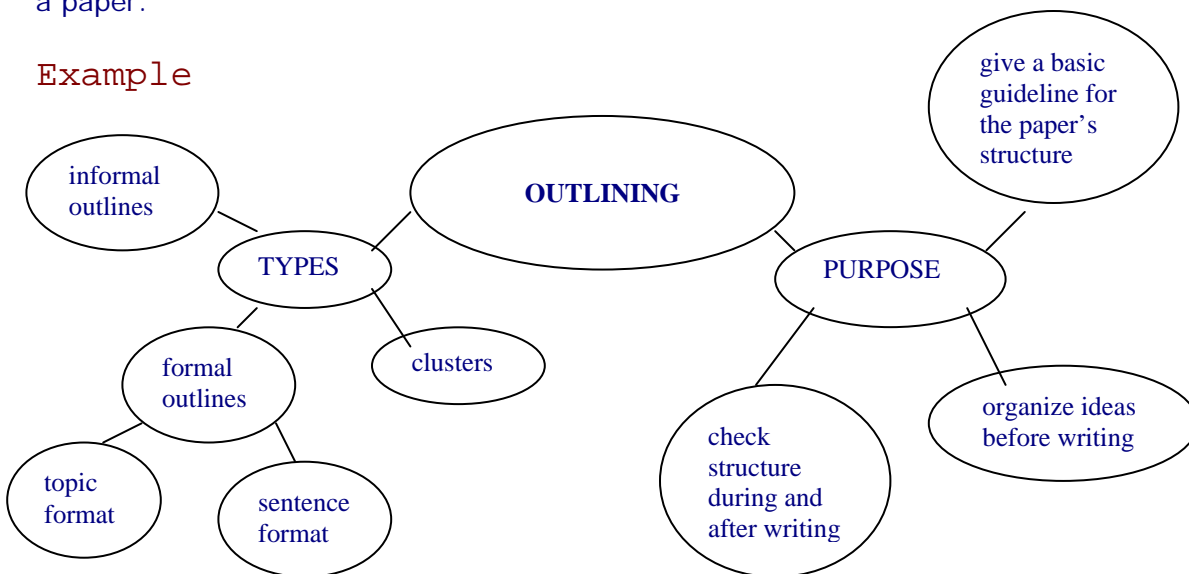 a paper.
Example
give a basic
guideline for
the paper’s
structure
informal
outlines
OUTLINING
TYPES
PURPOSE
formal
outlines
clusters
organize ideas
before writing
check
structure
during and
after writing
topic
format
sentence
format